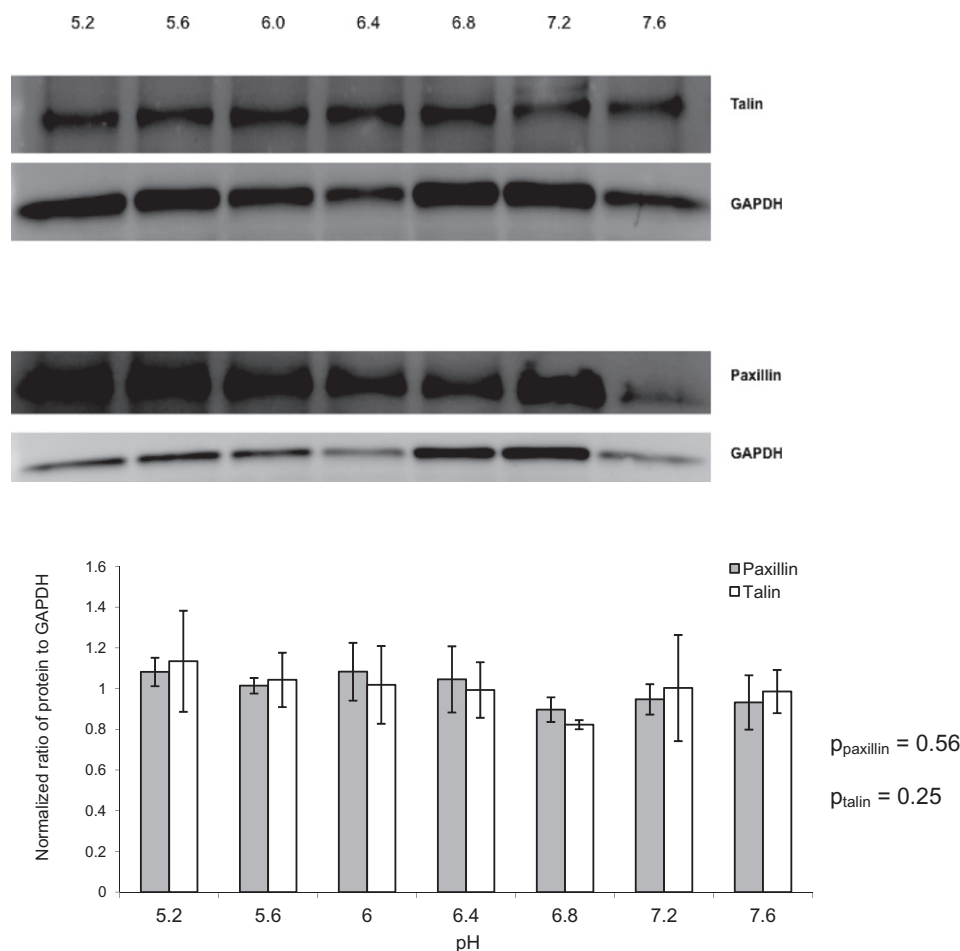 5.2 5.6 6.0 6.4 6.8 7.2 7.6
Talin
GAPDH
Paxillin
GAPDH
Normalized ratio of protein to GAPDH
1.6
1.4
1.2
1
0.8
0.6
0.4
0.2
0
Paxillin
Talin
p_paxillin = 0.56
p_talin = 0.25
5.2 5.6 6 6.4 6.8 7.2 7.6
pH